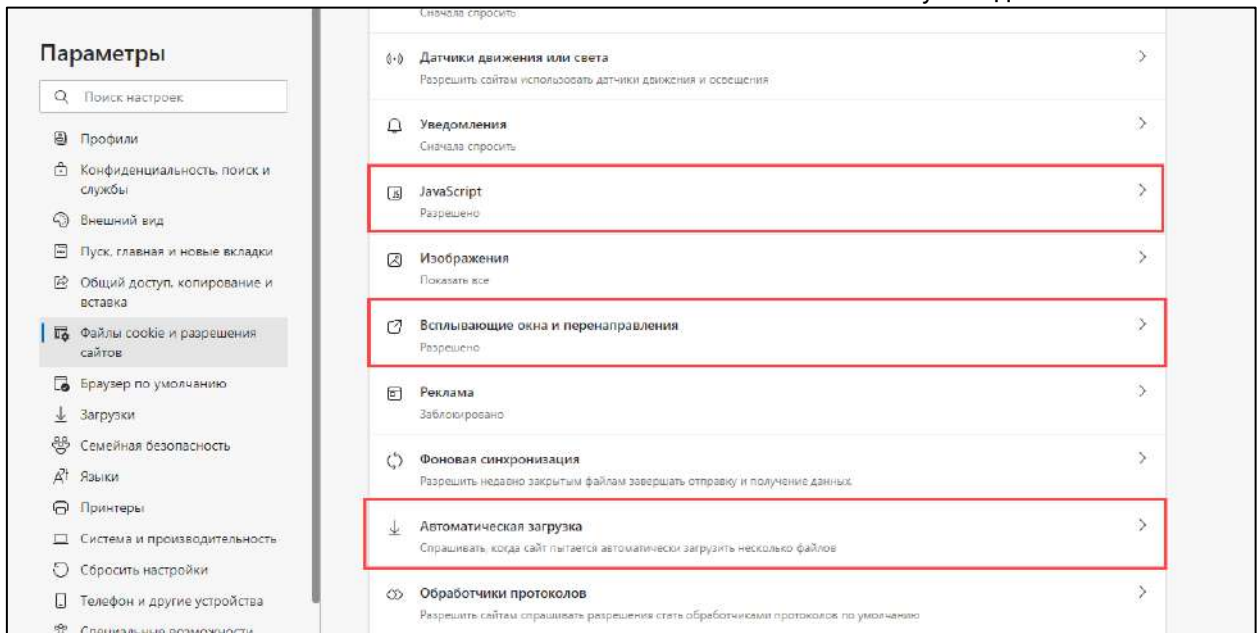 Сначала спросить
Параметры
Поиск настроек
Профили
Конфиденциальность, поиск и
службы
Внешний вид
Пуск, главная и новые вкладки
Общий доступ, копирование и
вставка
Файлы cookie и разрешения
сайтов
Браузер по умолчанию
Загрузки
Семейная безопасность
Языки
Принтеры
Система и производительность
Сбросить настройки
Телефон и другие устройства
Специальные возможности
Датчики движения или света
Разрешить сайтам использовать датчики движения и освещения
Уведомления
Сначала спросить
JavaScript
Разрешено
Изображения
Показать все
Всплывающие окна и перенаправления
Разрешено
Реклама
Заблокировано
Фоновая синхронизация
Разрешить недавно закрытым файлам завершать отправку и получение данных
Автоматическая загрузка
Спрашивать, когда сайт пытается автоматически загрузить несколько файлов
Обработчики протоколов
Разрешить сайтам спрашивать разрешения стать обработчиками протоколов по умолчанию